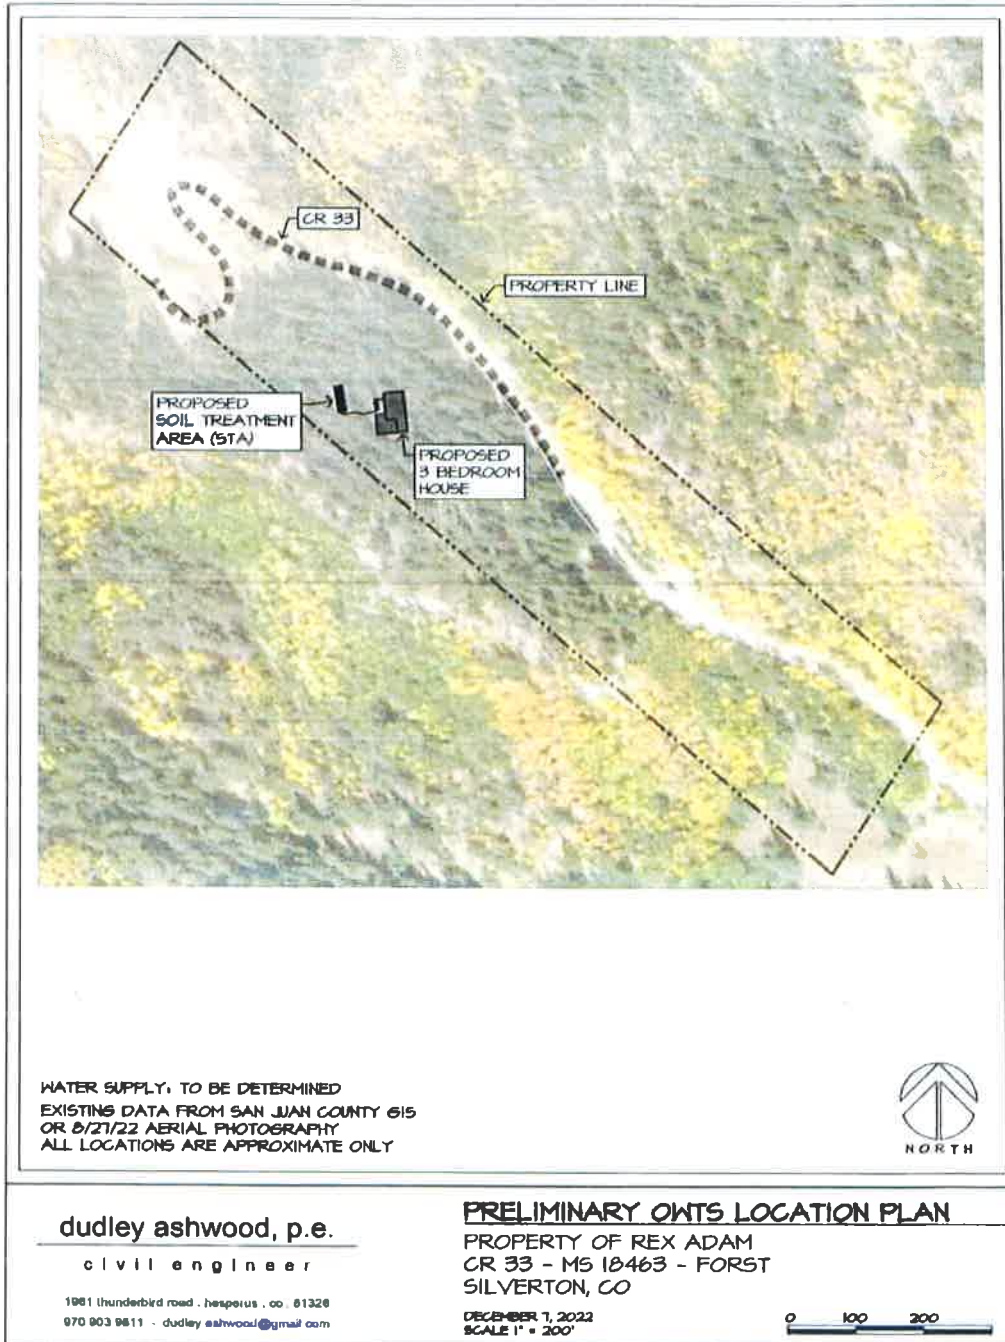 CR 33
PROPERTY LINE
PROPOSED
SOIL TREATMENT
AREA (STA)
PROPOSED
3 BEDROOM
HOUSE
WATER SUPPLY: TO BE DETERMINED
EXISTING DATA FROM SAN JUAN COUNTY GIS
OR 8/27/22 AERIAL PHOTOGRAPHY
ALL LOCATIONS ARE APPROXIMATE ONLY
NORTH
dudley ashwood, p.e.
civil engineer
1981 thunderbird road . hesperus . co . 81326
970 903 9611 - dudley ashwood@gmail com
PRELIMINARY OWTS LOCATION PLAN
PROPERTY OF REX ADAM
CR 33 - MS 18463 - FORST
SILVERTON, CO
DECEMBER 7, 2022
SCALE 1" = 200'
0 100 200